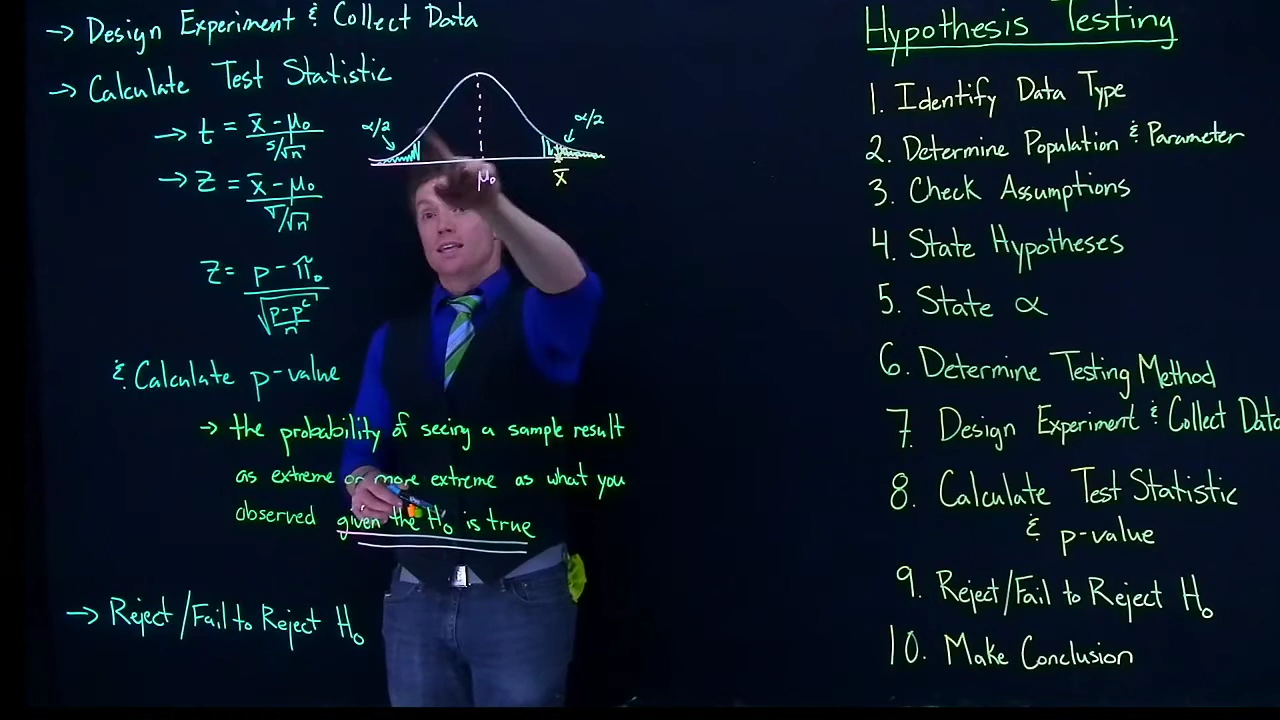 → Design Experiment & Collect Data
→ Calculate Test Statistic
→ t = x̄ - μ₀
s/√n
→ Z = x̄ - μ₀
σ/√n
Z = p - π₀
√(p-p²/n)
α/2
α/2
μ₀
x̄
& Calculate p-value
→ the probability of seeing a sample result
as extreme or more extreme as what you
observed given the H₀ is true
→ Reject/Fail to Reject H₀
Hypothesis Testing
1. Identify Data Type
2. Determine Population & Parameter
3. Check Assumptions
4. State Hypotheses
5. State α
6. Determine Testing Method
7. Design Experiment & Collect Data
8. Calculate Test Statistic
& p-value
9. Reject/Fail to Reject H₀
10. Make Conclusion